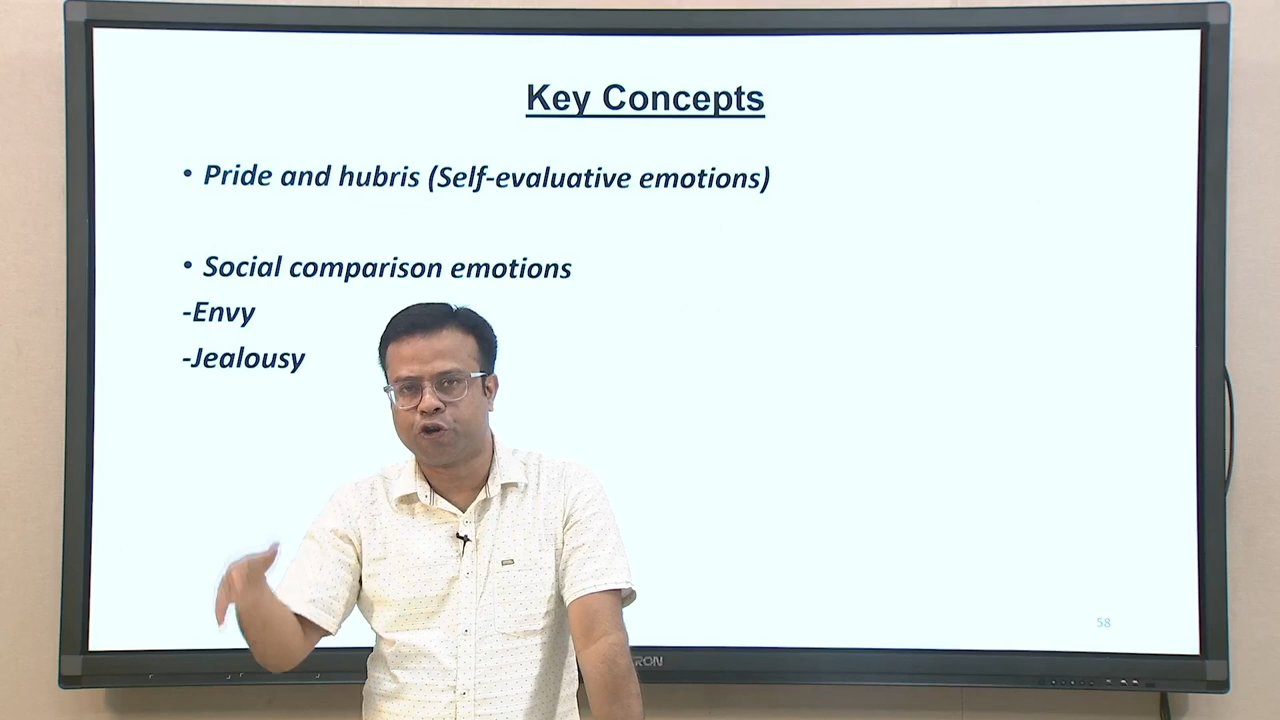 Key Concepts
• Pride and hubris (Self-evaluative emotions)
• Social comparison emotions
-Envy
-Jealousy
58